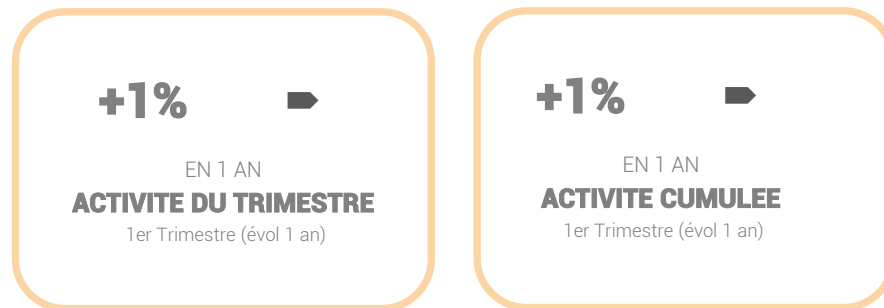 +1%
EN 1 AN
ACTIVITE DU TRIMESTRE
1er Trimestre (évol 1 an)
+1%
EN 1 AN
ACTIVITE CUMULEE
1er Trimestre (évol 1 an)